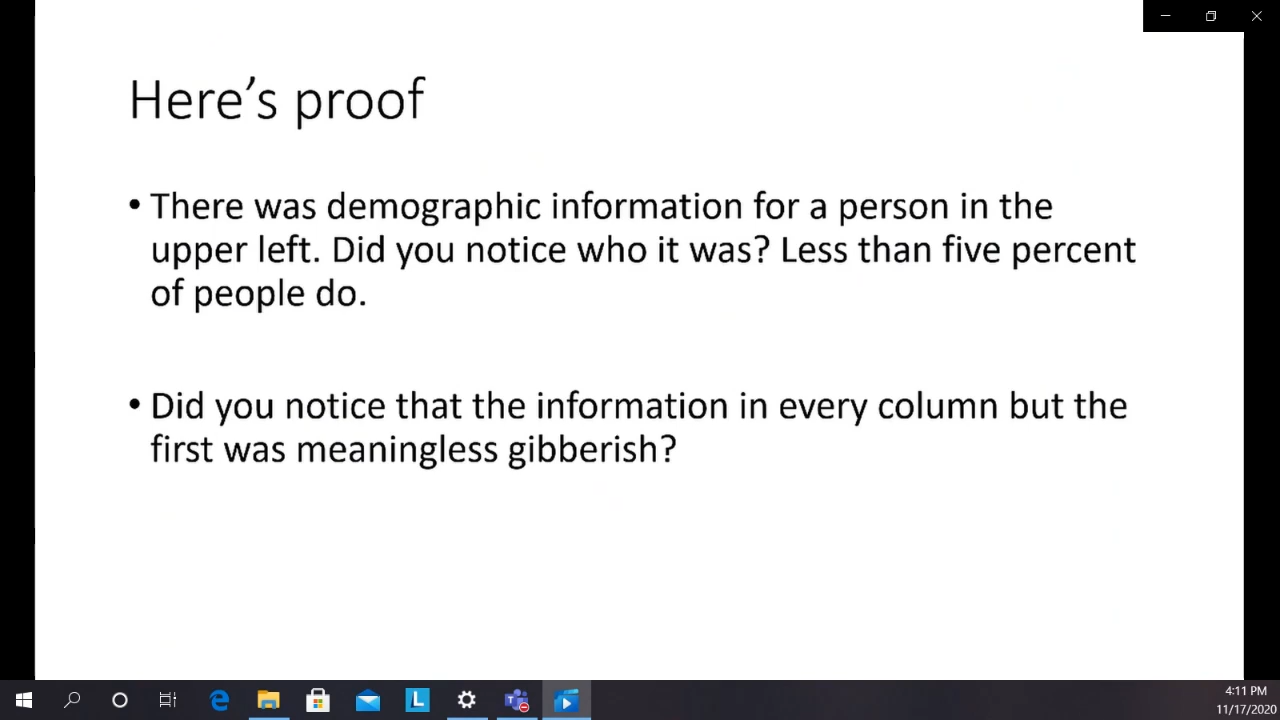 Here’s proof
• There was demographic information for a person in the
upper left. Did you notice who it was? Less than five percent
of people do.
• Did you notice that the information in every column but the
first was meaningless gibberish?
L
4:11 PM
11/17/2020